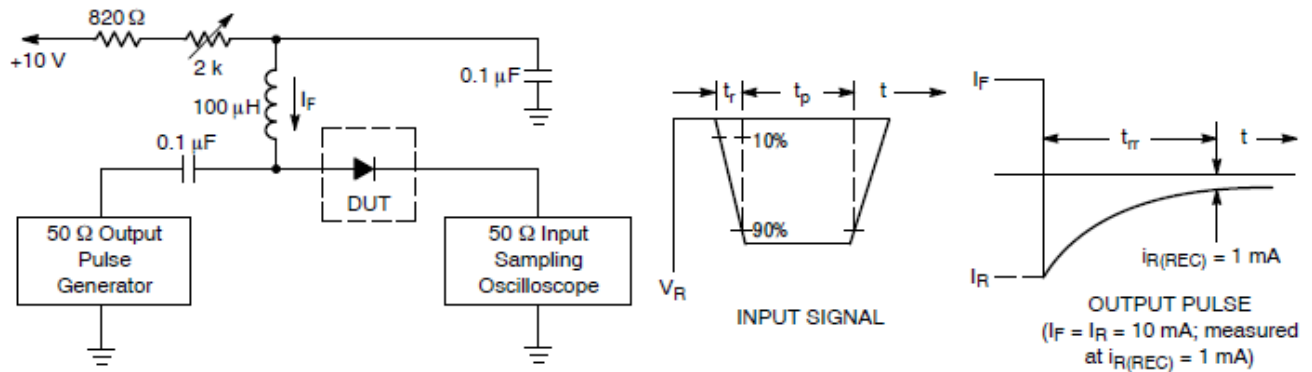 820 Ω
+10 V
2 k
100 μH
I_F
0.1 μF
0.1 μF
DUT
50 Ω Output
Pulse
Generator
50 Ω Input
Sampling
Oscilloscope
t_r
t_p
t
10%
90%
V_R
INPUT SIGNAL
I_F
t_rr
t
I_R
i_R(REC) = 1 mA
OUTPUT PULSE
(I_F = I_R = 10 mA; measured
at i_R(REC) = 1 mA)